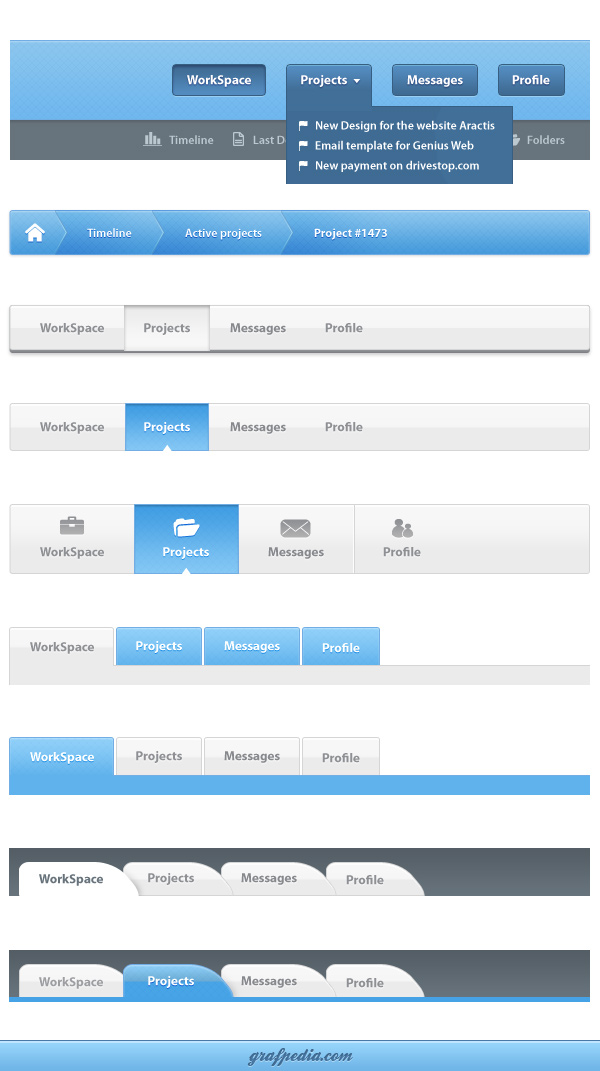 WorkSpace Projects Messages Profile
Timeline Last D Folders
New Design for the website Aractis
Email template for Genius Web
New payment on drivestop.com
Timeline Active projects Project #1473
WorkSpace Projects Messages Profile
WorkSpace Projects Messages Profile
WorkSpace Projects Messages Profile
WorkSpace Projects Messages Profile
WorkSpace Projects Messages Profile
WorkSpace Projects Messages Profile
WorkSpace Projects Messages Profile
grafpedia.com